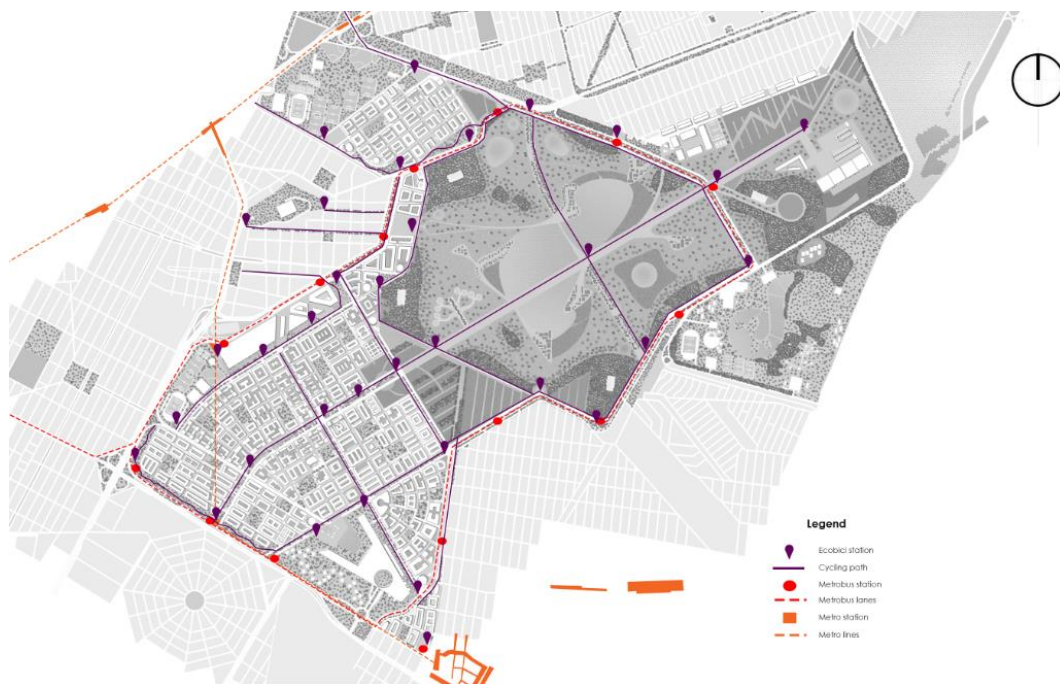 Legend
Ecobici station
Cycling path
Metrobus station
Metrobus lanes
Metro station
Metro lines